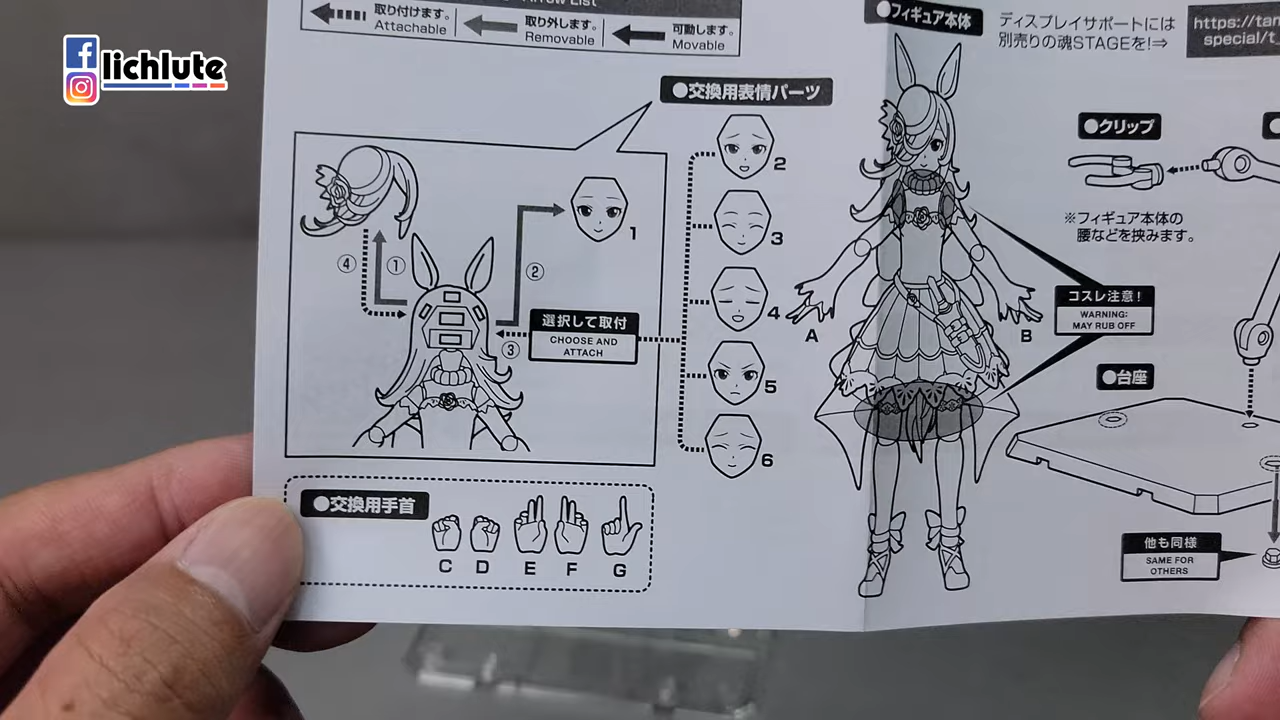 lichlute
Arrow List
取り付けます。
Attachable
取り外します。
Removable
可動します。
Movable
●交換用表情パーツ
1
2
3
4
5
6
④
①
②
③
選択して取付
CHOOSE AND
ATTACH
●交換用手首
C
D
E
F
G
●フィギュア本体
ディスプレイサポートには
別売りの魂STAGEを!⇒
https://tam
special/t_
●クリップ
※フィギュア本体の
腰などを挟みます。
A
B
コスレ注意!
WARNING:
MAY RUB OFF
●台座
他も同様
SAME FOR
OTHERS